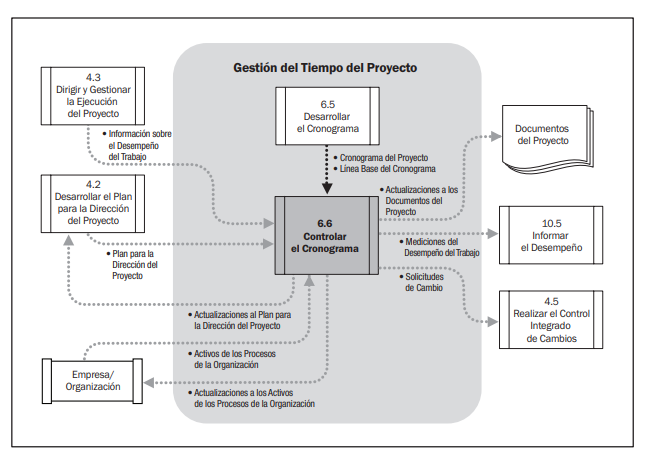 Gestión del Tiempo del Proyecto
4.3
Dirigir y Gestionar
la Ejecución
del Proyecto
6.5
Desarrollar
el Cronograma
Documentos
del Proyecto
• Información sobre
el Desempeño
del Trabajo
• Cronograma del Proyecto
• Línea Base del Cronograma
4.2
Desarrollar el Plan
para la Dirección
del Proyecto
• Actualizaciones a los
Documentos del
Proyecto
6.6
Controlar
el Cronograma
10.5
Informar
el Desempeño
• Plan para la
Dirección del
Proyecto
• Mediciones del
Desempeño del Trabajo
• Solicitudes
de Cambio
4.5
Realizar el Control
Integrado
de Cambios
• Actualizaciones al Plan para
la Dirección del Proyecto
• Activos de los Procesos
de la Organización
Empresa/
Organización
• Actualizaciones a los Activos
de los Procesos de la Organización